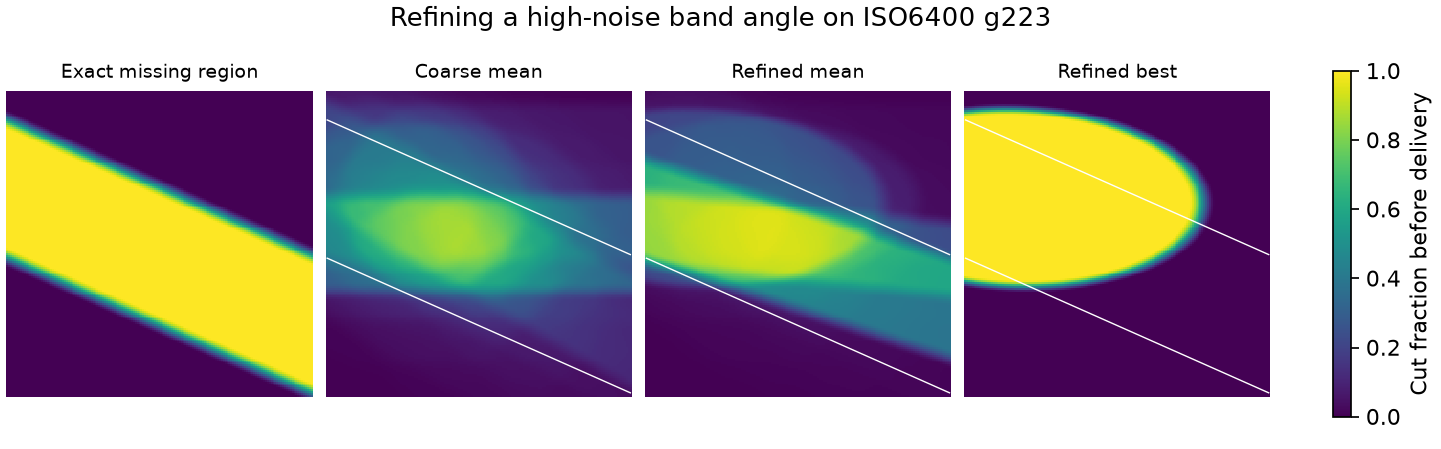 Refining a high-noise band angle on ISO6400 g223
Exact missing region
Coarse mean
Refined mean
Refined best
1.0
0.8
0.6
0.4
0.2
0.0
Cut fraction before delivery